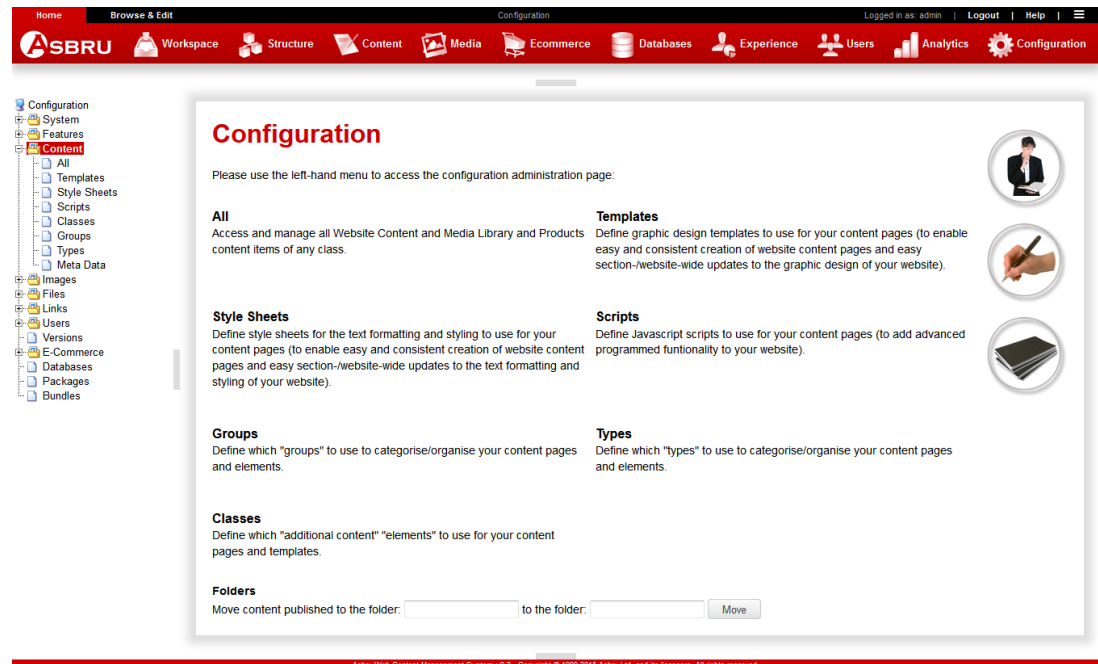 Home Browse & Edit Configuration Logged in as: admin | Logout | Help |
ASBRU Workspace Structure Content Media Ecommerce Databases Experience Users Analytics Configuration
Configuration
System
Features
Content
All
Templates
Style Sheets
Scripts
Classes
Groups
Types
Meta Data
Images
Files
Links
Users
Versions
E-Commerce
Databases
Packages
Bundles
Configuration
Please use the left-hand menu to access the configuration administration page:
All
Access and manage all Website Content and Media Library and Products
content items of any class.
Templates
Define graphic design templates to use for your content pages (to enable
easy and consistent creation of website content pages and easy
section-/website-wide updates to the graphic design of your website).
Style Sheets
Define style sheets for the text formatting and styling to use for your
content pages (to enable easy and consistent creation of website content
pages and easy section-/website-wide updates to the text formatting and
styling of your website).
Scripts
Define Javascript scripts to use for your content pages (to add advanced
programmed funtionality to your website).
Groups
Define which "groups" to use to categorise/organise your content pages
and elements.
Types
Define which "types" to use to categorise/organise your content pages
and elements.
Classes
Define which "additional content" "elements" to use for your content
pages and templates.
Folders
Move content published to the folder: to the folder: Move